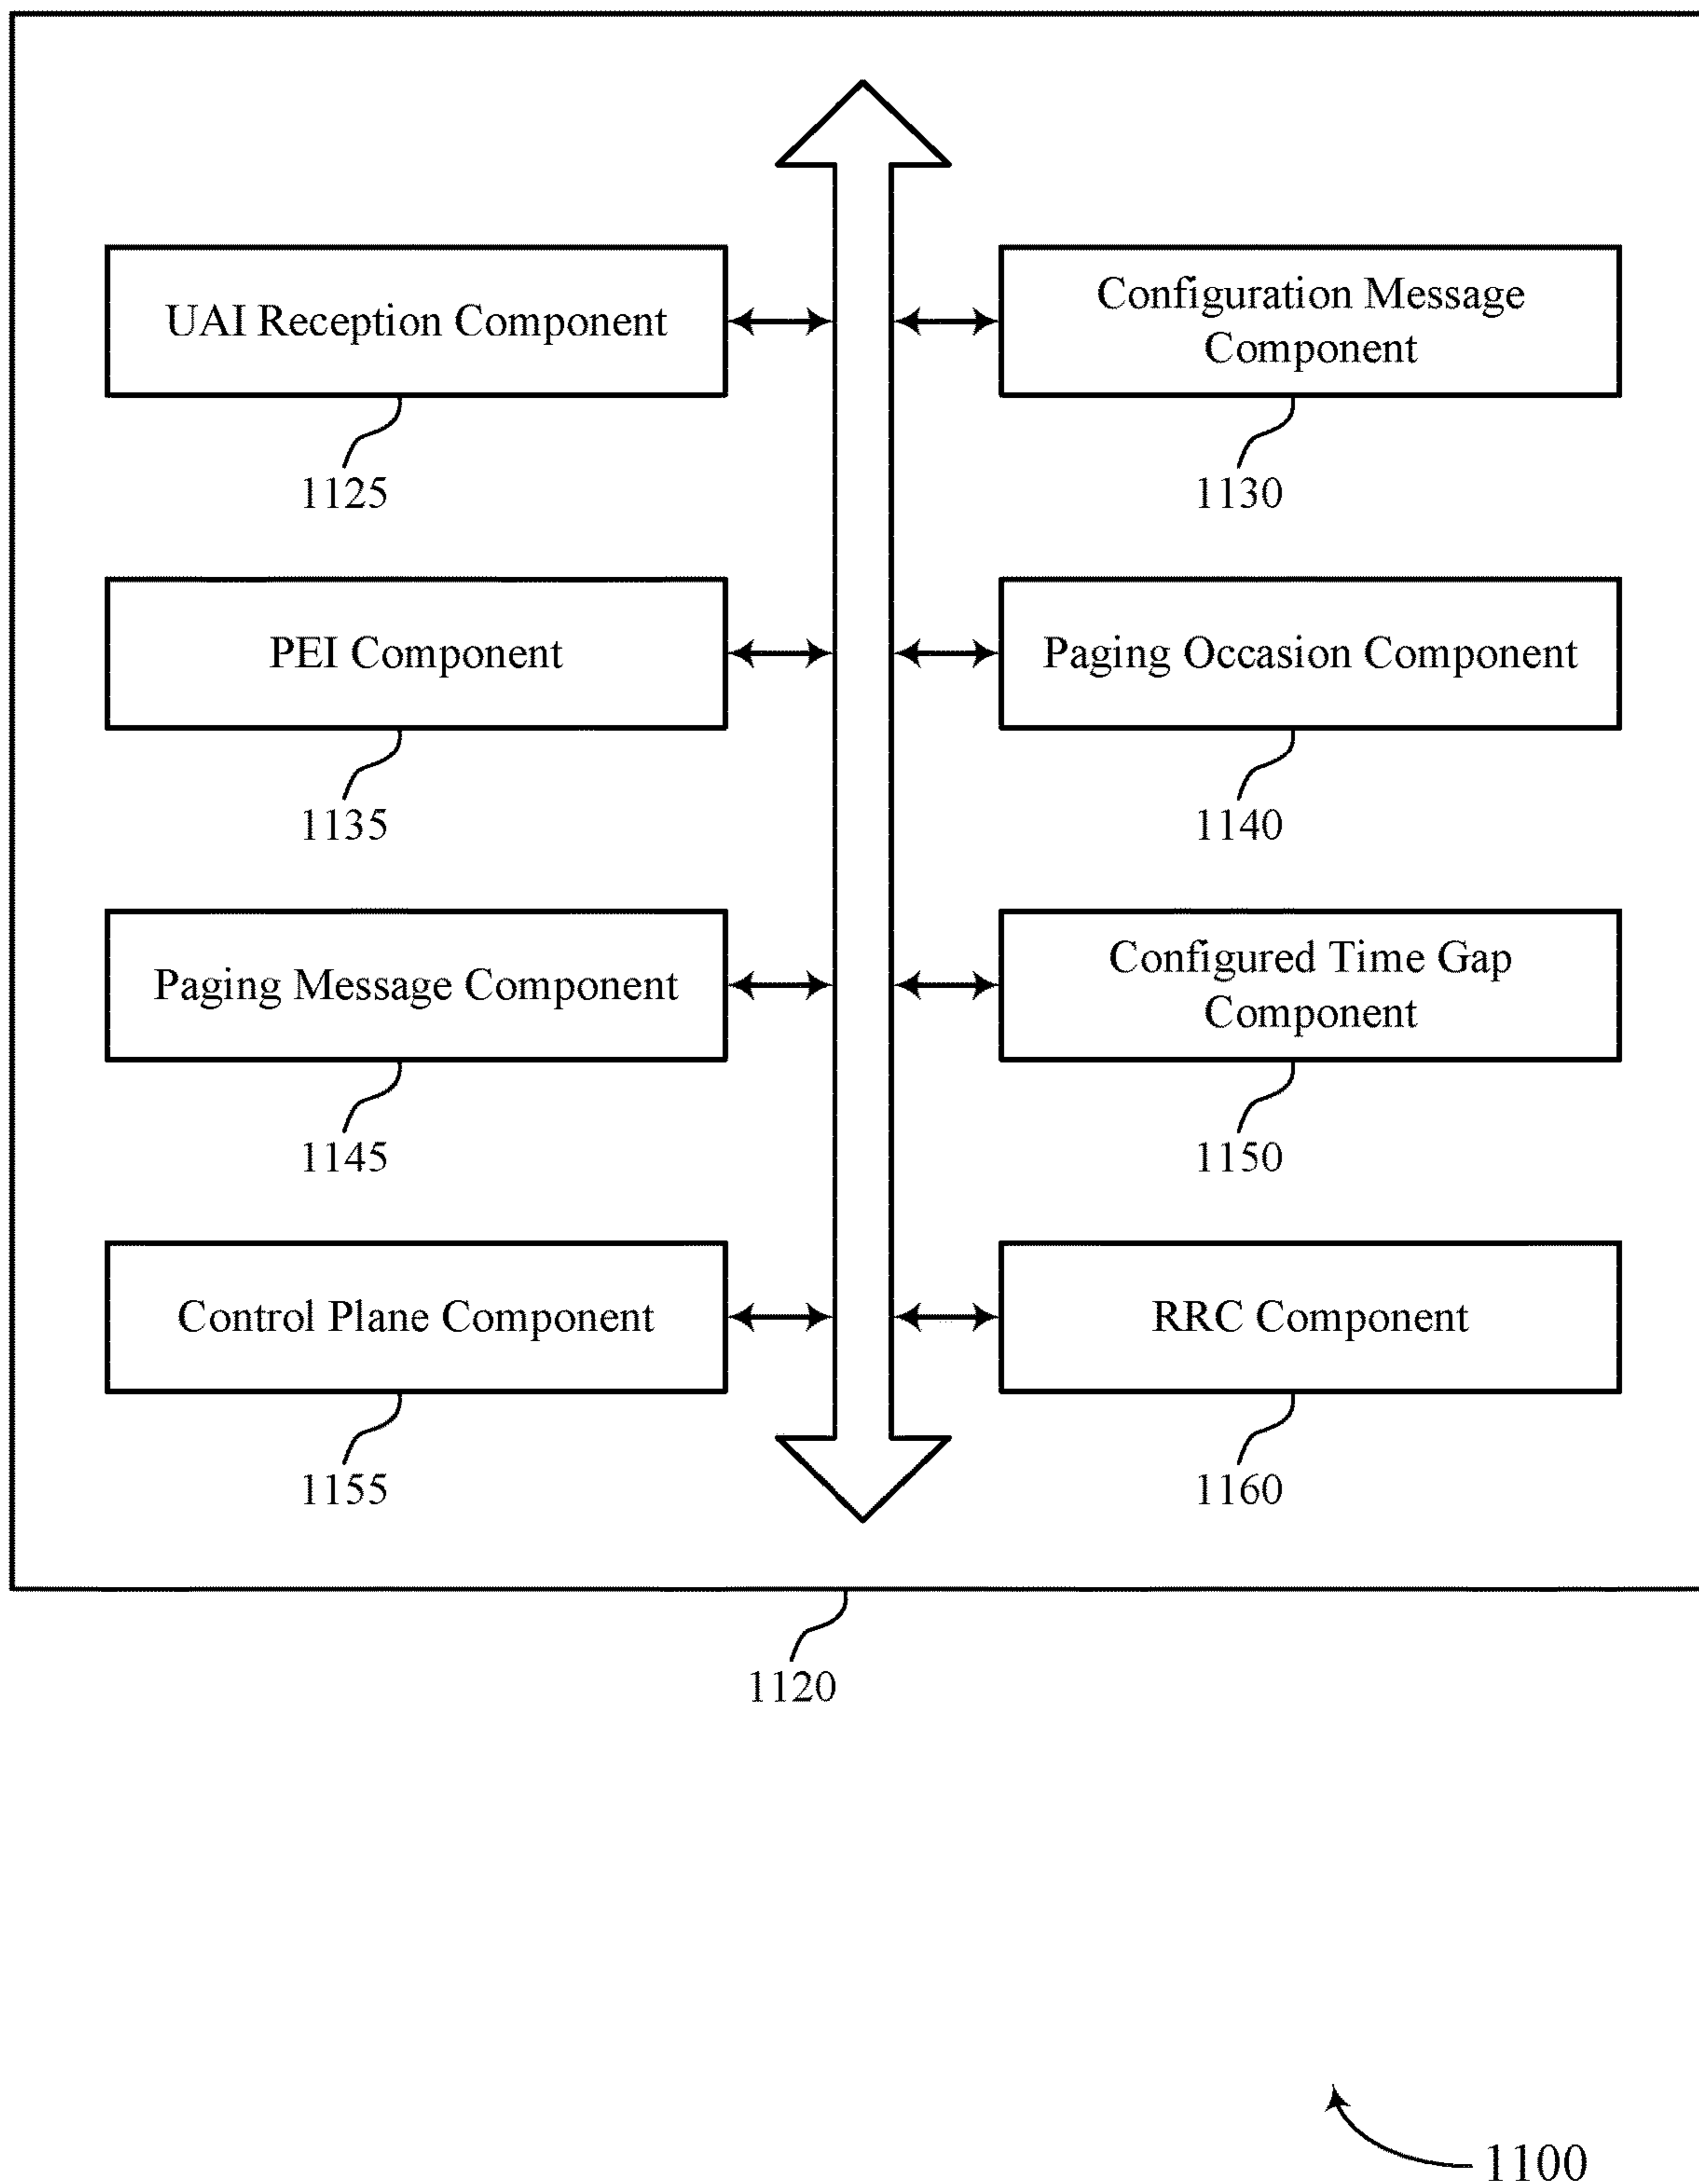 UAI Reception Component
1125
Configuration Message
Component
1130
PEI Component
1135
Paging Occasion Component
1140
Paging Message Component
1145
Configured Time Gap
Component
1150
Control Plane Component
1155
RRC Component
1160
1120
1100